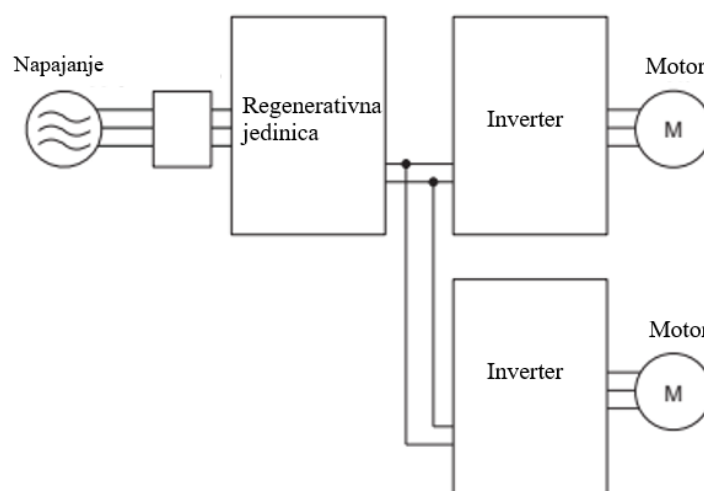 Napajanje
Regenerativna
jedinica
Inverter
Motor
M
Inverter
Motor
M